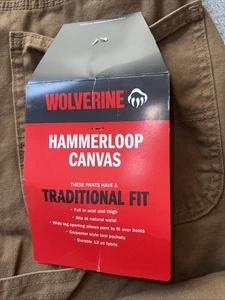 WOLVERINE
HAMMERLOOP
CANVAS
THESE PANTS HAVE A
TRADITIONAL FIT
• Full in seat and thigh
• Sits at natural waist
• Wide leg opening allows pant to fit over boots
• Carpenter style tool pockets
• Durable 12 oz fabric